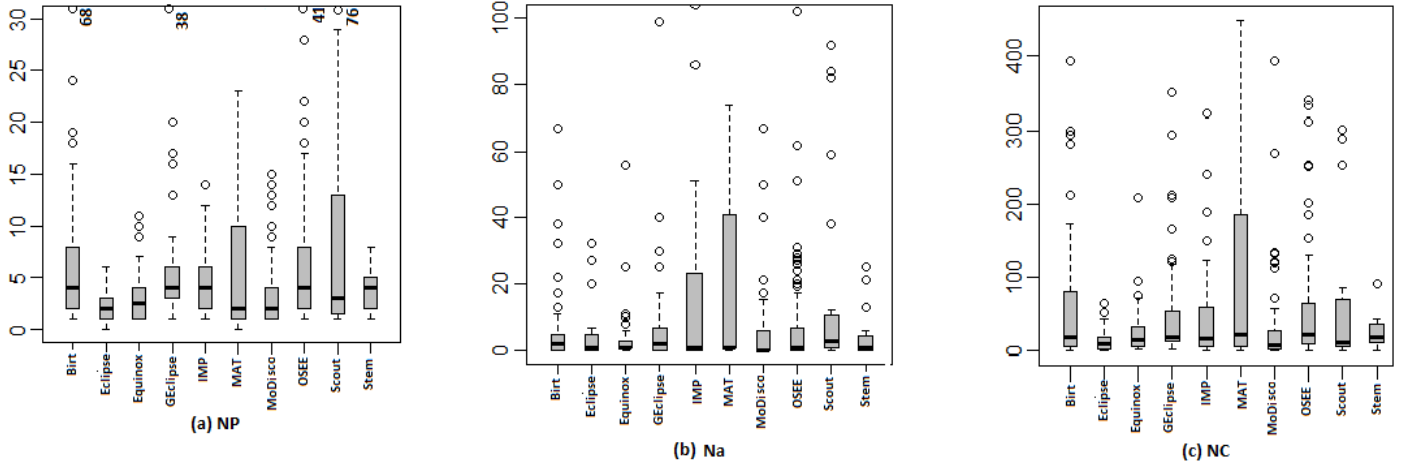 68
38
41
76
30
25
20
15
10
5
0
Birt
Eclipse
Equinox
GEclipse
IMP
MAT
MoDisco
OSEE
Scout
Stem
(a) NP
100
80
60
40
20
0
Birt
Eclipse
Equinox
GEclipse
IMP
MAT
MoDisco
OSEE
Scout
Stem
(b) Na
400
300
200
100
0
Birt
Eclipse
Equinox
GEclipse
IMP
MAT
MoDisco
OSEE
Scout
Stem
(c) NC